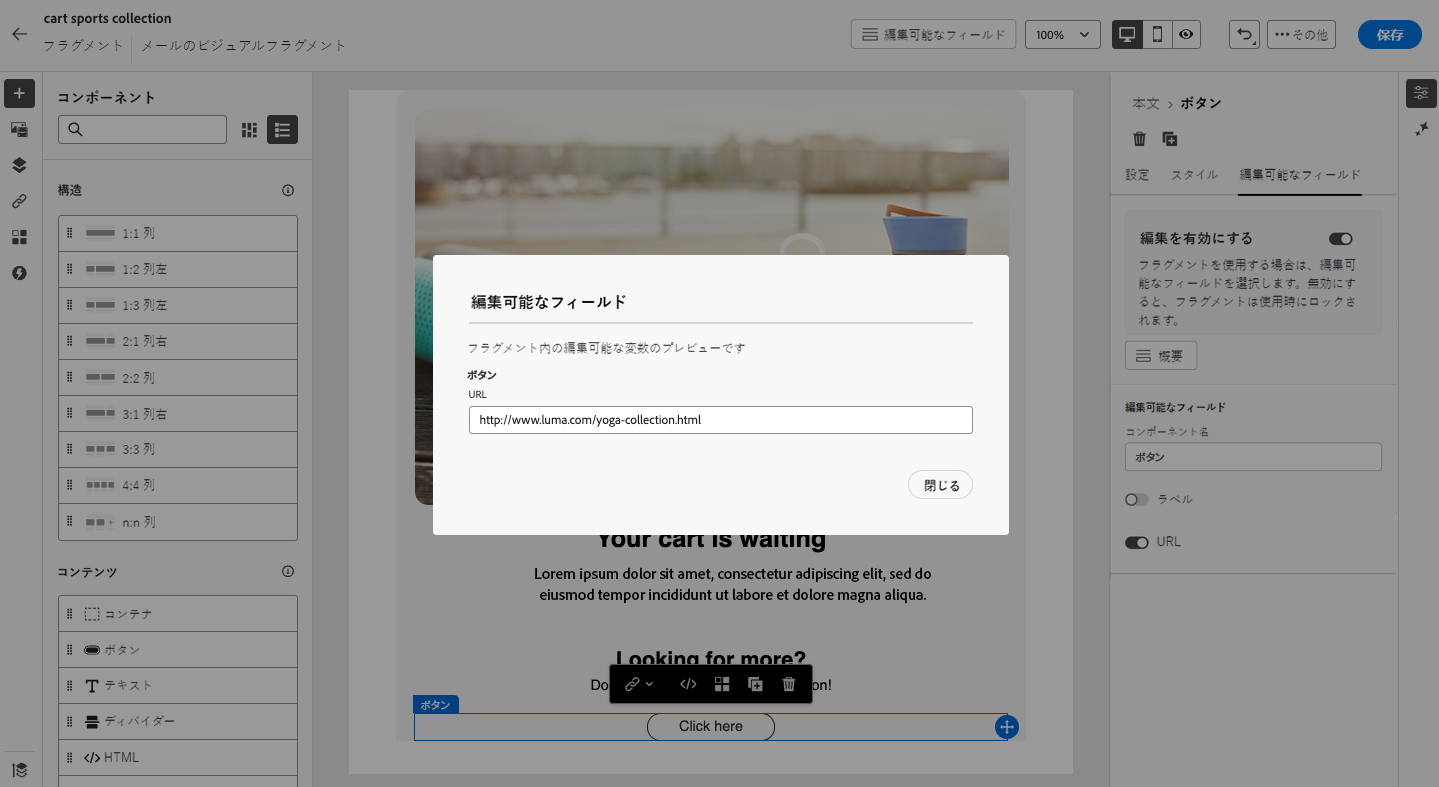 cart sports collection
フラグメント
メールのビジュアルフラグメント
編集可能なフィールド
100%
その他
保存
コンポーネント
構造
1:1 列
1:2 列左
1:3 列左
2:1 列右
2:2 列
3:1 列右
3:3 列
4:4 列
n:n 列
コンテンツ
コンテナ
ボタン
テキスト
ディバイダー
HTML
編集可能なフィールド
フラグメント内の編集可能な変数のプレビューです
ボタン
URL
http://www.luma.com/yoga-collection.html
閉じる
Your cart is waiting
Lorem ipsum dolor sit amet, consectetur adipiscing elit, sed do
eiusmod tempor incididunt ut labore et dolore magna aliqua.
Looking for more?
ボタン
Click here
本文 › ボタン
設定
スタイル
編集可能なフィールド
編集を有効にする
フラグメントを使用する場合は、編集可
能なフィールドを選択します。無効にす
ると、フラグメントは使用時にロックさ
れます。
概要
編集可能なフィールド
コンポーネント名
ボタン
ラベル
URL